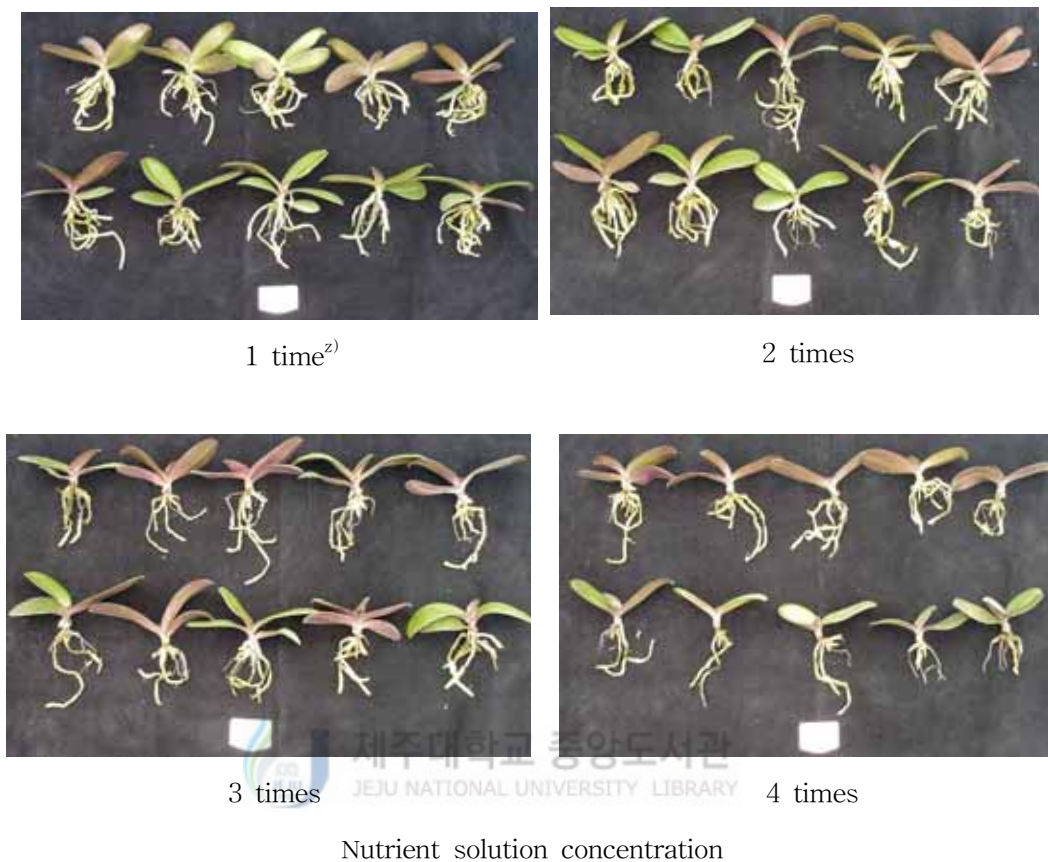 1 time z)
2 times
3 times
4 times
제주대학교 중앙도서관
JEJU NATIONAL UNIVERSITY LIBRARY
Nutrient solution concentration